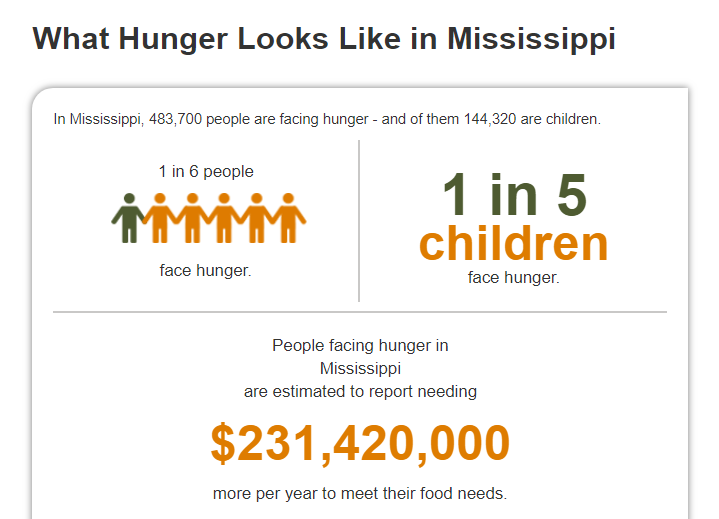 What Hunger Looks Like in Mississippi
In Mississippi, 483,700 people are facing hunger - and of them 144,320 are children.
1 in 6 people
face hunger.
1 in 5
children
face hunger.
People facing hunger in
Mississippi
are estimated to report needing
$231,420,000
more per year to meet their food needs.